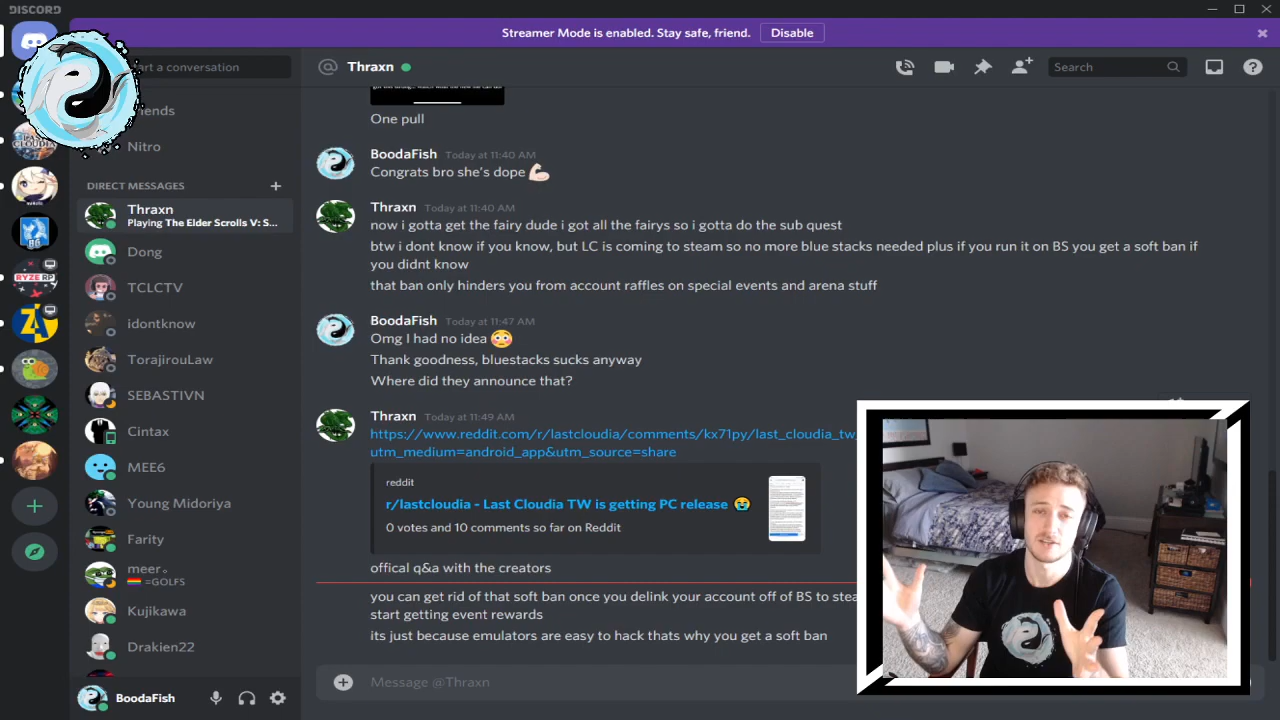 DISCORD
Streamer Mode is enabled. Stay safe, friend.
Disable
art a conversation
Thraxn
Search
iends
Nitro
DIRECT MESSAGES
Thraxn
Playing The Elder Scrolls V: S...
Dong
TCLCTV
idontknow
TorajirouLaw
SEBASTIVN
Cintax
MEE6
Young Midoriya
Farity
meer。
=GOLFS
Kujikawa
Drakien22
BoodaFish
RYZE RP
One pull
BoodaFish Today at 11:40 AM
Congrats bro she's dope 💪🏻
Thraxn Today at 11:40 AM
now i gotta get the fairy dude i got all the fairys so i gotta do the sub quest
btw i dont know if you know, but LC is coming to steam so no more blue stacks needed plus if you run it on BS you get a soft ban if
you didnt know
that ban only hinders you from account raffles on special events and arena stuff
BoodaFish Today at 11:47 AM
Omg I had no idea 😳
Thank goodness, bluestacks sucks anyway
Where did they announce that?
Thraxn Today at 11:49 AM
https://www.reddit.com/r/lastcloudia/comments/kx71py/last_cloudia_tw_
utm_medium=android_app&utm_source=share
reddit
r/lastcloudia - Last Cloudia TW is getting PC release 😭
0 votes and 10 comments so far on Reddit
offical q&a with the creators
you can get rid of that soft ban once you delink your account off of BS to stea
start getting event rewards
its just because emulators are easy to hack thats why you get a soft ban
Message @Thraxn